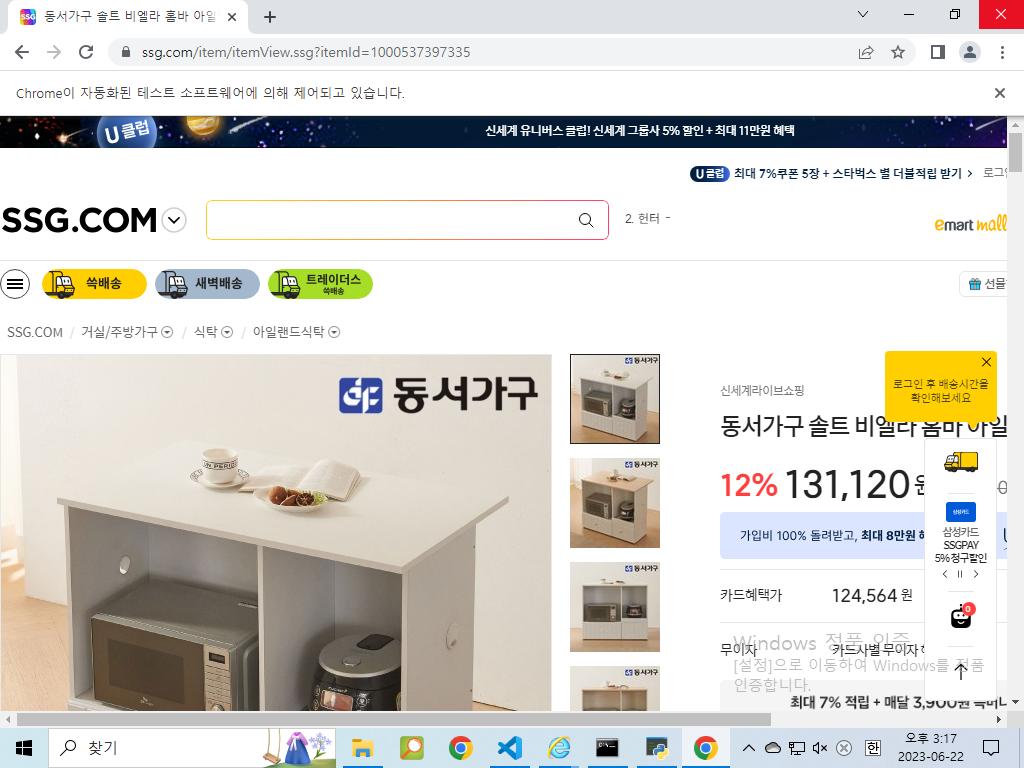 동서가구 솔트 비엘라 홈바 아일
ssg.com/item/itemView.ssg?itemId=1000537397335
Chrome이 자동화된 테스트 소프트웨어에 의해 제어되고 있습니다.
U클럽
신세계 유니버스 클럽! 신세계 그룹사 5% 할인 + 최대 11만원 혜택
U클럽 최대 7%쿠폰 5장 + 스타벅스 별 더블적립 받기 > 로그인
SSG.COM
2. 헌터 -
emart mall
쓱배송
새벽배송
트레이더스
쓱배송
선물
SSG.COM / 거실/주방가구 / 식탁 / 아일랜드식탁
동서가구
신세계라이브쇼핑
로그인 후 배송시간을
확인해보세요
동서가구 솔트 비엘라 홈바 아일
12% 131,120원
가입비 100% 돌려받고, 최대 8만원 혜
삼성카드
삼성카드
SSGPAY
5% 청구할인
카드혜택가 124,564 원
0
무이자 카드사별 무이자 혜
Windows 정품 인증
[설정]으로 이동하여 Windows를 정품
인증합니다.
최대 7% 적립 + 매달 3,900원 목머니
찾기
오후 3:17
2023-06-22
한